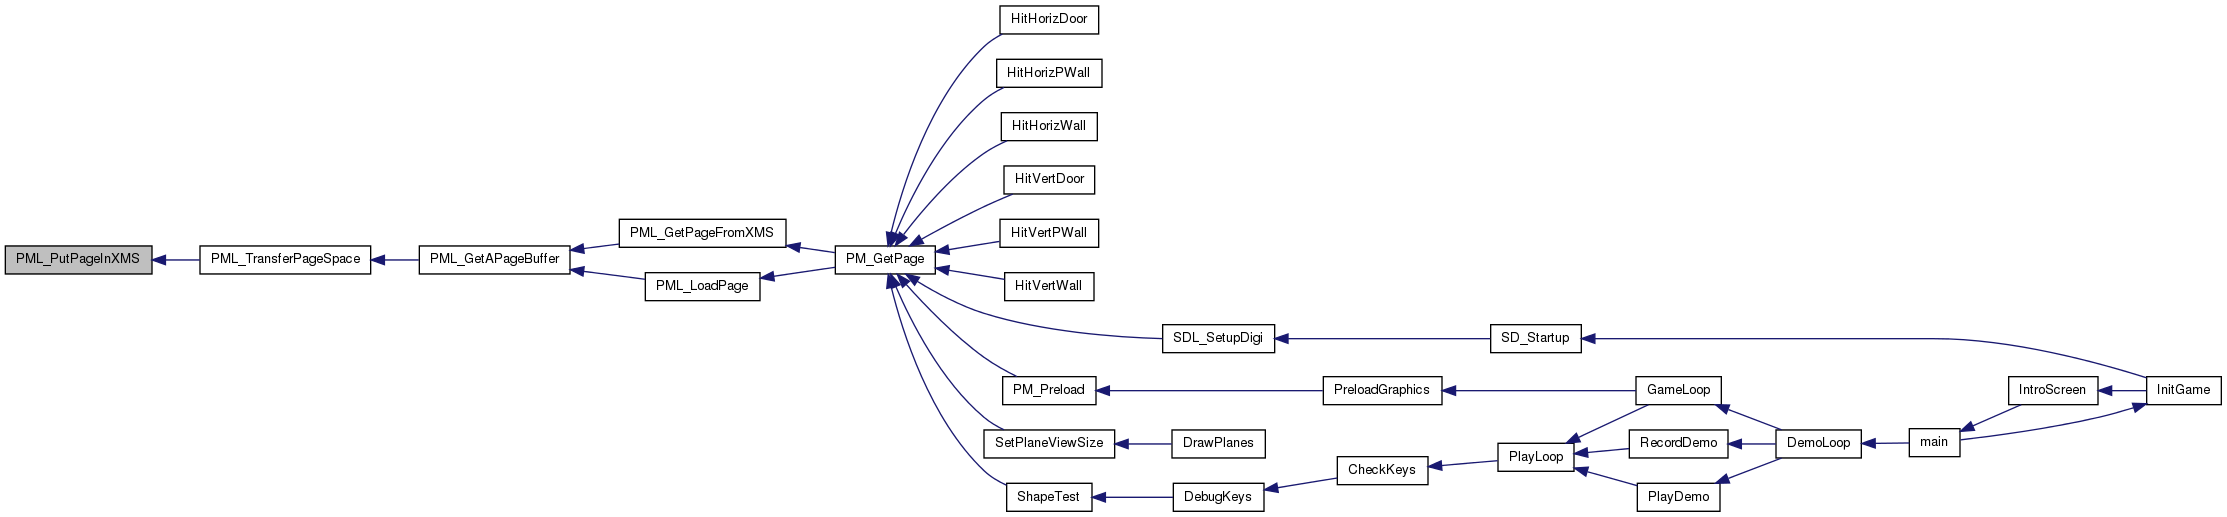 HitHorizDoor
HitHorizPWall
HitHorizWall
HitVertDoor
PML_GetPageFromXMS
HitVertPWall
PML_PutPageInXMS
PML_TransferPageSpace
PML_GetAPageBuffer
PM_GetPage
PML_LoadPage
HitVertWall
SDL_SetupDigi
SD_Startup
PM_Preload
PreloadGraphics
GameLoop
IntroScreen
InitGame
SetPlaneViewSize
DrawPlanes
RecordDemo
DemoLoop
main
PlayLoop
CheckKeys
ShapeTest
DebugKeys
PlayDemo